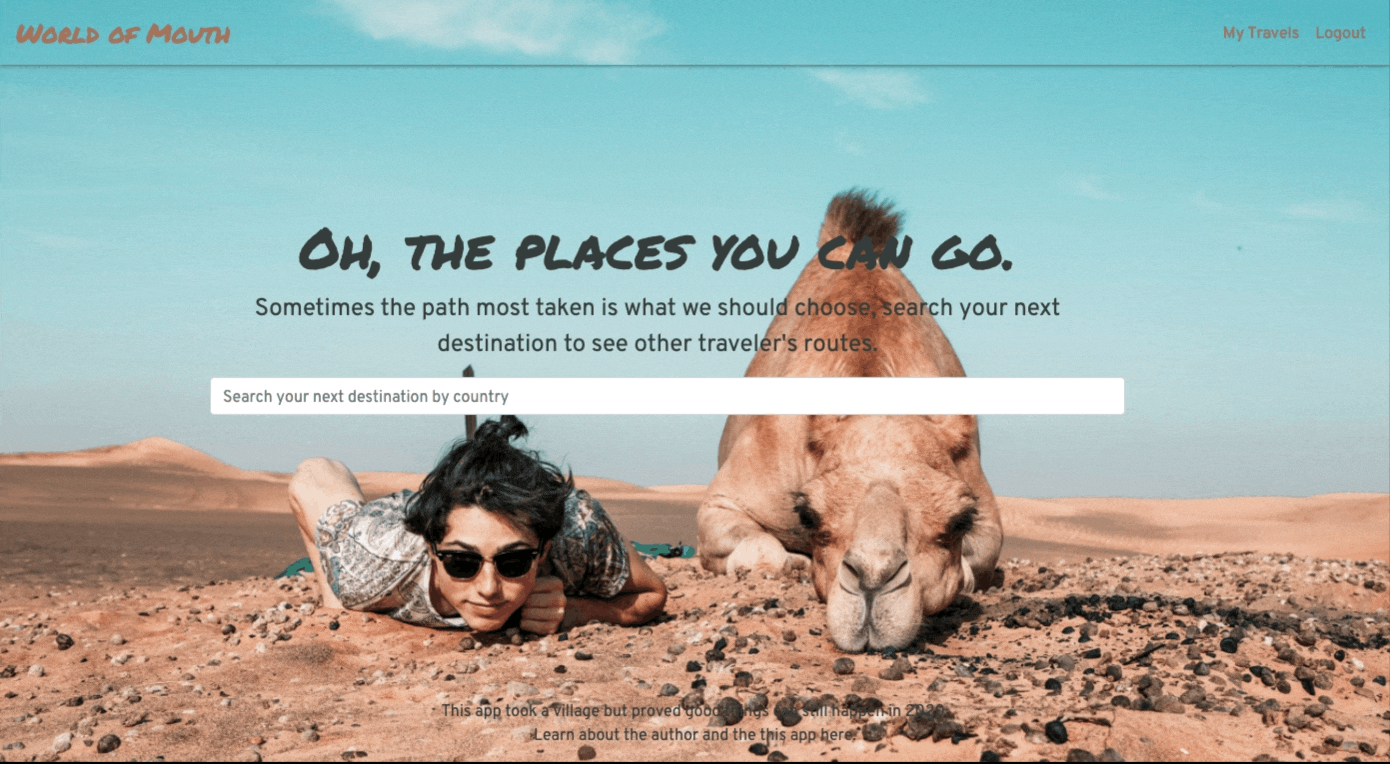 World of Mouth
My Travels Logout
Oh, the places you can go.
Sometimes the path most taken is what we should choose, search your next
destination to see other traveler's routes.
Search your next destination by country
This app took a village but proved good things can still happen in 2020.
Learn about the author and the this app here.